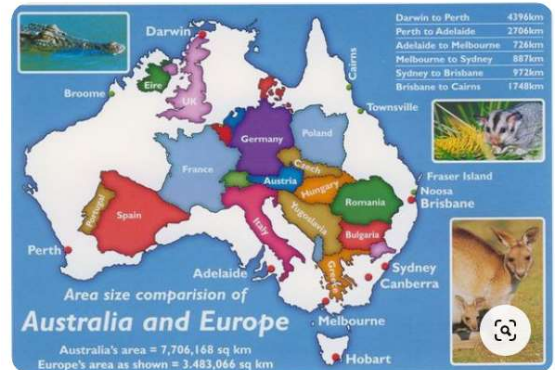 Darwin to Perth 4396km
Perth to Adelaide 2706km
Adelaide to Melbourne 726km
Melbourne to Sydney 887km
Sydney to Brisbane 972km
Brisbane to Cairns 1748km
Darwin
Cairns
Broome
Eire
UK
Townsville
Germany
Poland
France
Czech
Austria
Hungary
Fraser Island
Noosa
Brisbane
Portugal
Spain
Italy
Yugoslavia
Romania
Bulgaria
Greece
Perth
Adelaide
Sydney
Canberra
Area size comparision of
Australia and Europe
Melbourne
Australia's area = 7,706,168 sq km
Europe's area as shown = 3.483,066 sq km
Hobart